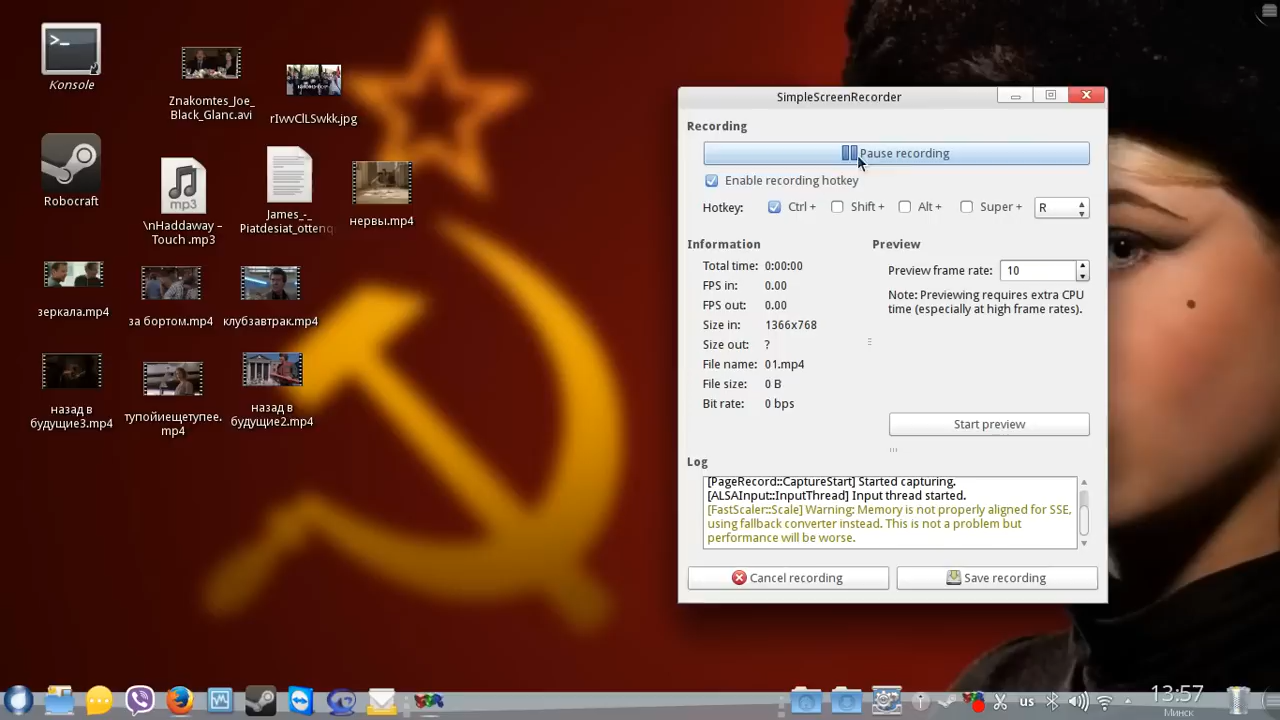 Konsole
Znakomtes_Joe_
Black_Glanc.avi
rIwvClLSwkk.jpg
Robocraft
mp3
\nHaddaway –
Touch .mp3
James_-_
Piatdesiat_ottenq
нервы.mp4
зеркала.mp4
за бортом.mp4
клубзавтрак.mp4
назад в
будущие3.mp4
тупойиещетупее.
mp4
назад в
будущие2.mp4
SimpleScreenRecorder
Recording
Pause recording
Enable recording hotkey
Hotkey: Ctrl + Shift + Alt + Super + R
Information
Total time: 0:00:00
FPS in: 0.00
FPS out: 0.00
Size in: 1366x768
Size out: ?
File name: 01.mp4
File size: 0 B
Bit rate: 0 bps
Preview
Preview frame rate: 10
Note: Previewing requires extra CPU
time (especially at high frame rates).
Start preview
Log
[PageRecord::CaptureStart] Started capturing.
[ALSAInput::InputThread] Input thread started.
[FastScaler::Scale] Warning: Memory is not properly aligned for SSE,
using fallback converter instead. This is not a problem but
performance will be worse.
Cancel recording
Save recording
us
13:57
Минск